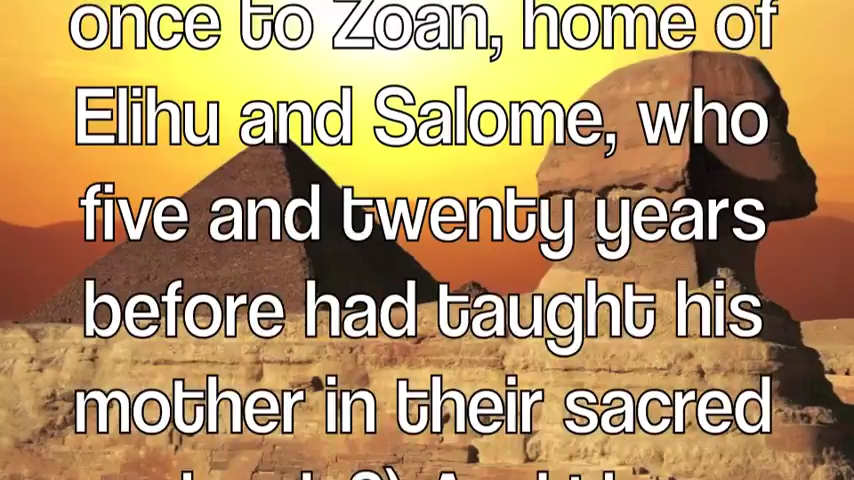 once to Zoan, home of
Elihu and Salome, who
five and twenty years
before had taught his
mother in their sacred